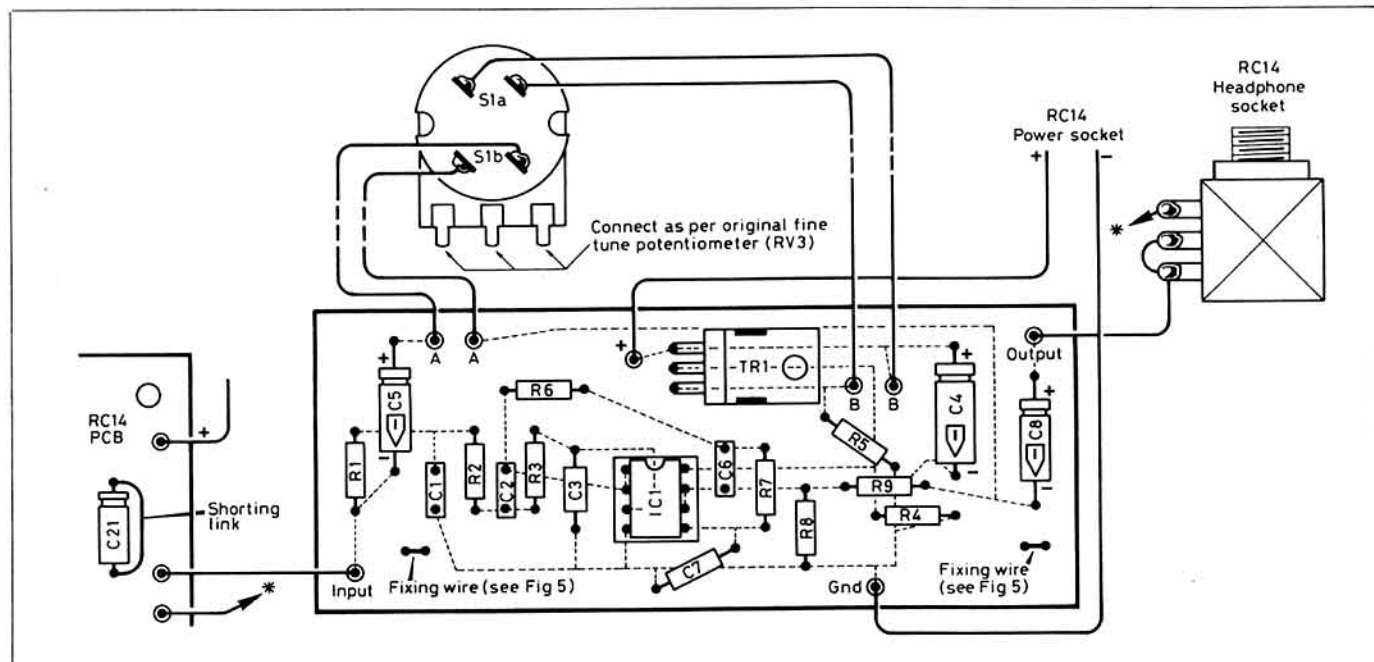 S1a
S1b
RC14
Headphone
socket
RC14
Power socket
+
−
*
Connect as per original fine
tune potentiometer (RV3)
A
A
+
TR1
B
B
Output
+
+
+
C5
−
R6
C4
−
C8
−
R5
RC14
PCB
+
R1
C1
R2
C2
R3
C3
IC1
C6
R7
R8
R9
R4
C21
Shorting
link
C7
Input
Fixing wire (see Fig 5)
Gnd
Fixing wire
(see Fig 5)
*